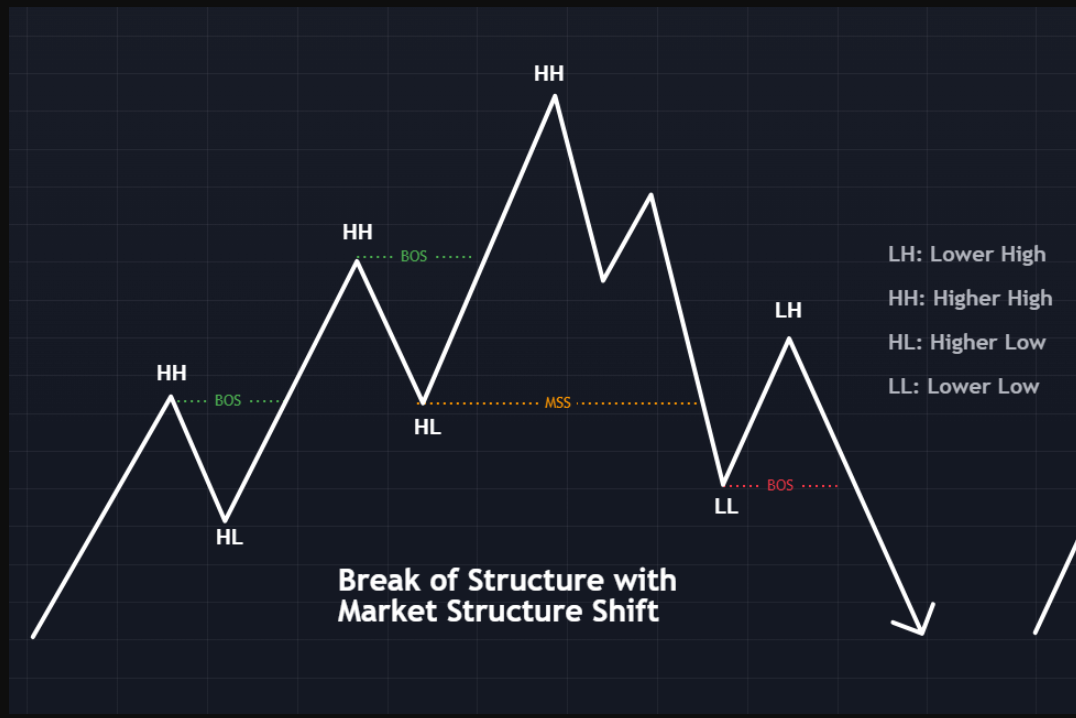 HH
HH
BOS
LH: Lower High
HH: Higher High
LH
HL: Higher Low
HH
LL: Lower Low
BOS
MSS
HL
BOS
LL
HL
Break of Structure with
Market Structure Shift